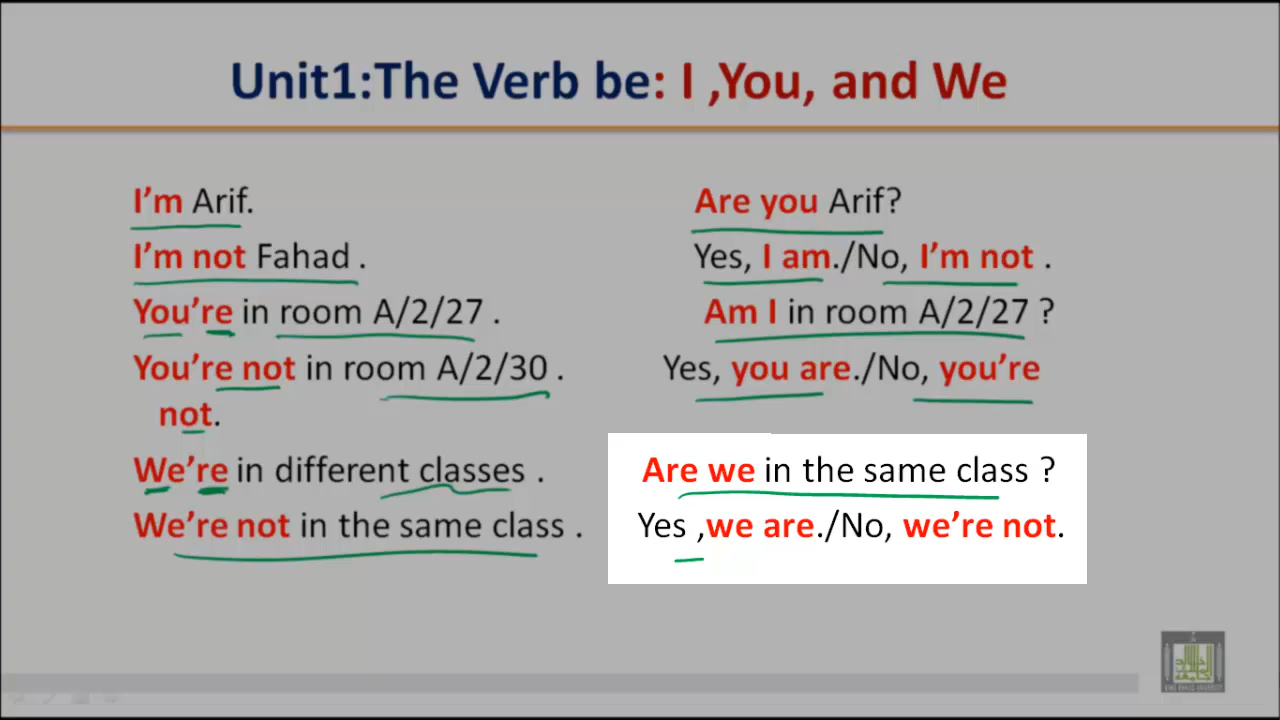 Unit1:The Verb be: I ,You, and We
I'm Arif.
I'm not Fahad .
You're in room A/2/27 .
You're not in room A/2/30 .
not.
We're in different classes .
We're not in the same class .
Are you Arif?
Yes, I am./No, I'm not .
Am I in room A/2/27 ?
Yes, you are./No, you're
Are we in the same class ?
Yes ,we are./No, we're not.
KING KHALID UNIVERSITY